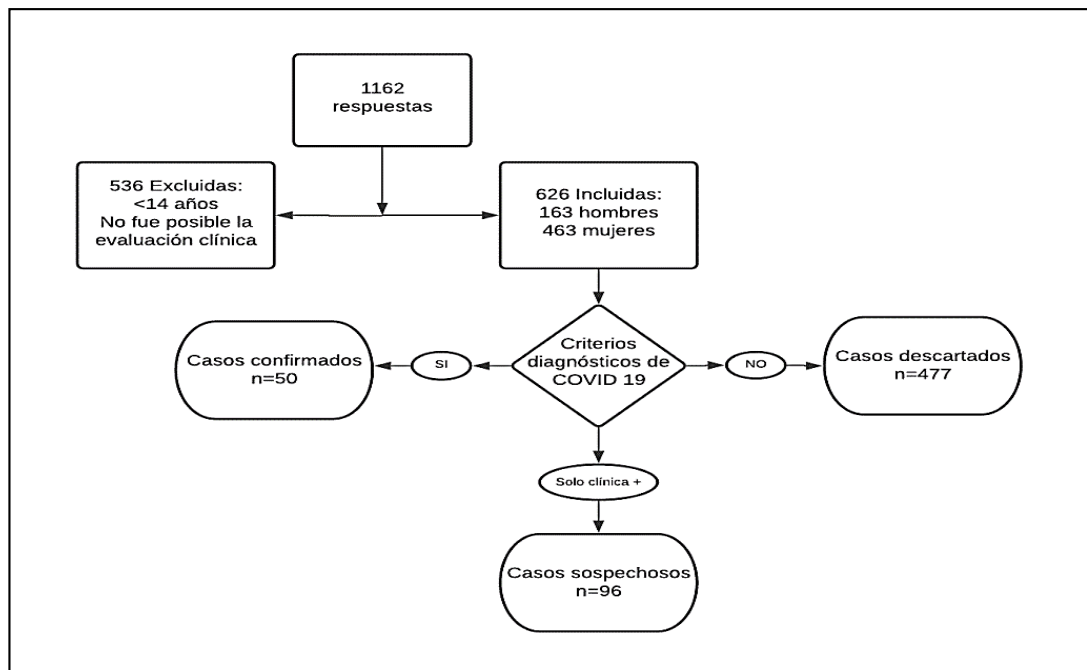 1162
respuestas
536 Excluidas:
<14 años
No fue posible la
evaluación clínica
626 Incluidas:
163 hombres
463 mujeres
Criterios
diagnósticos de
COVID 19
SI
Casos confirmados
n=50
NO
Casos descartados
n=477
Solo clínica +
Casos sospechosos
n=96